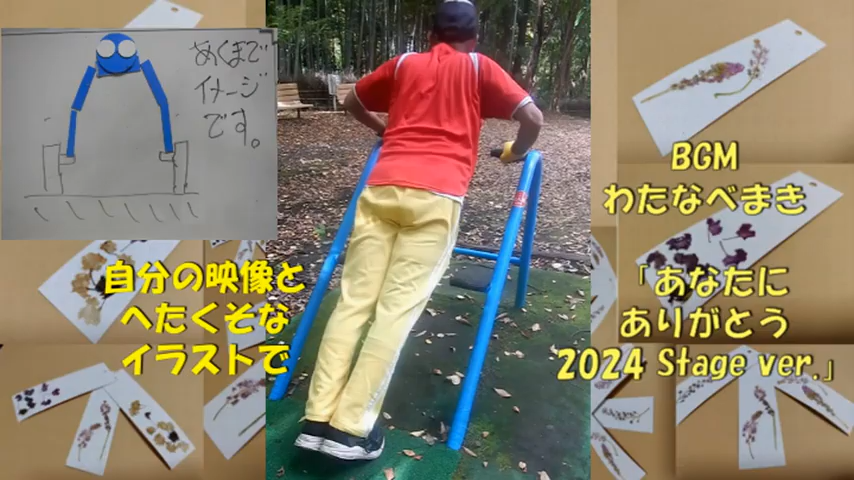 あくまで
イメージ
です。
自分の映像と
へたくそな
イラストで
BGM
わたなべまき
「あなたに
ありがとう
2024 Stage ver.」